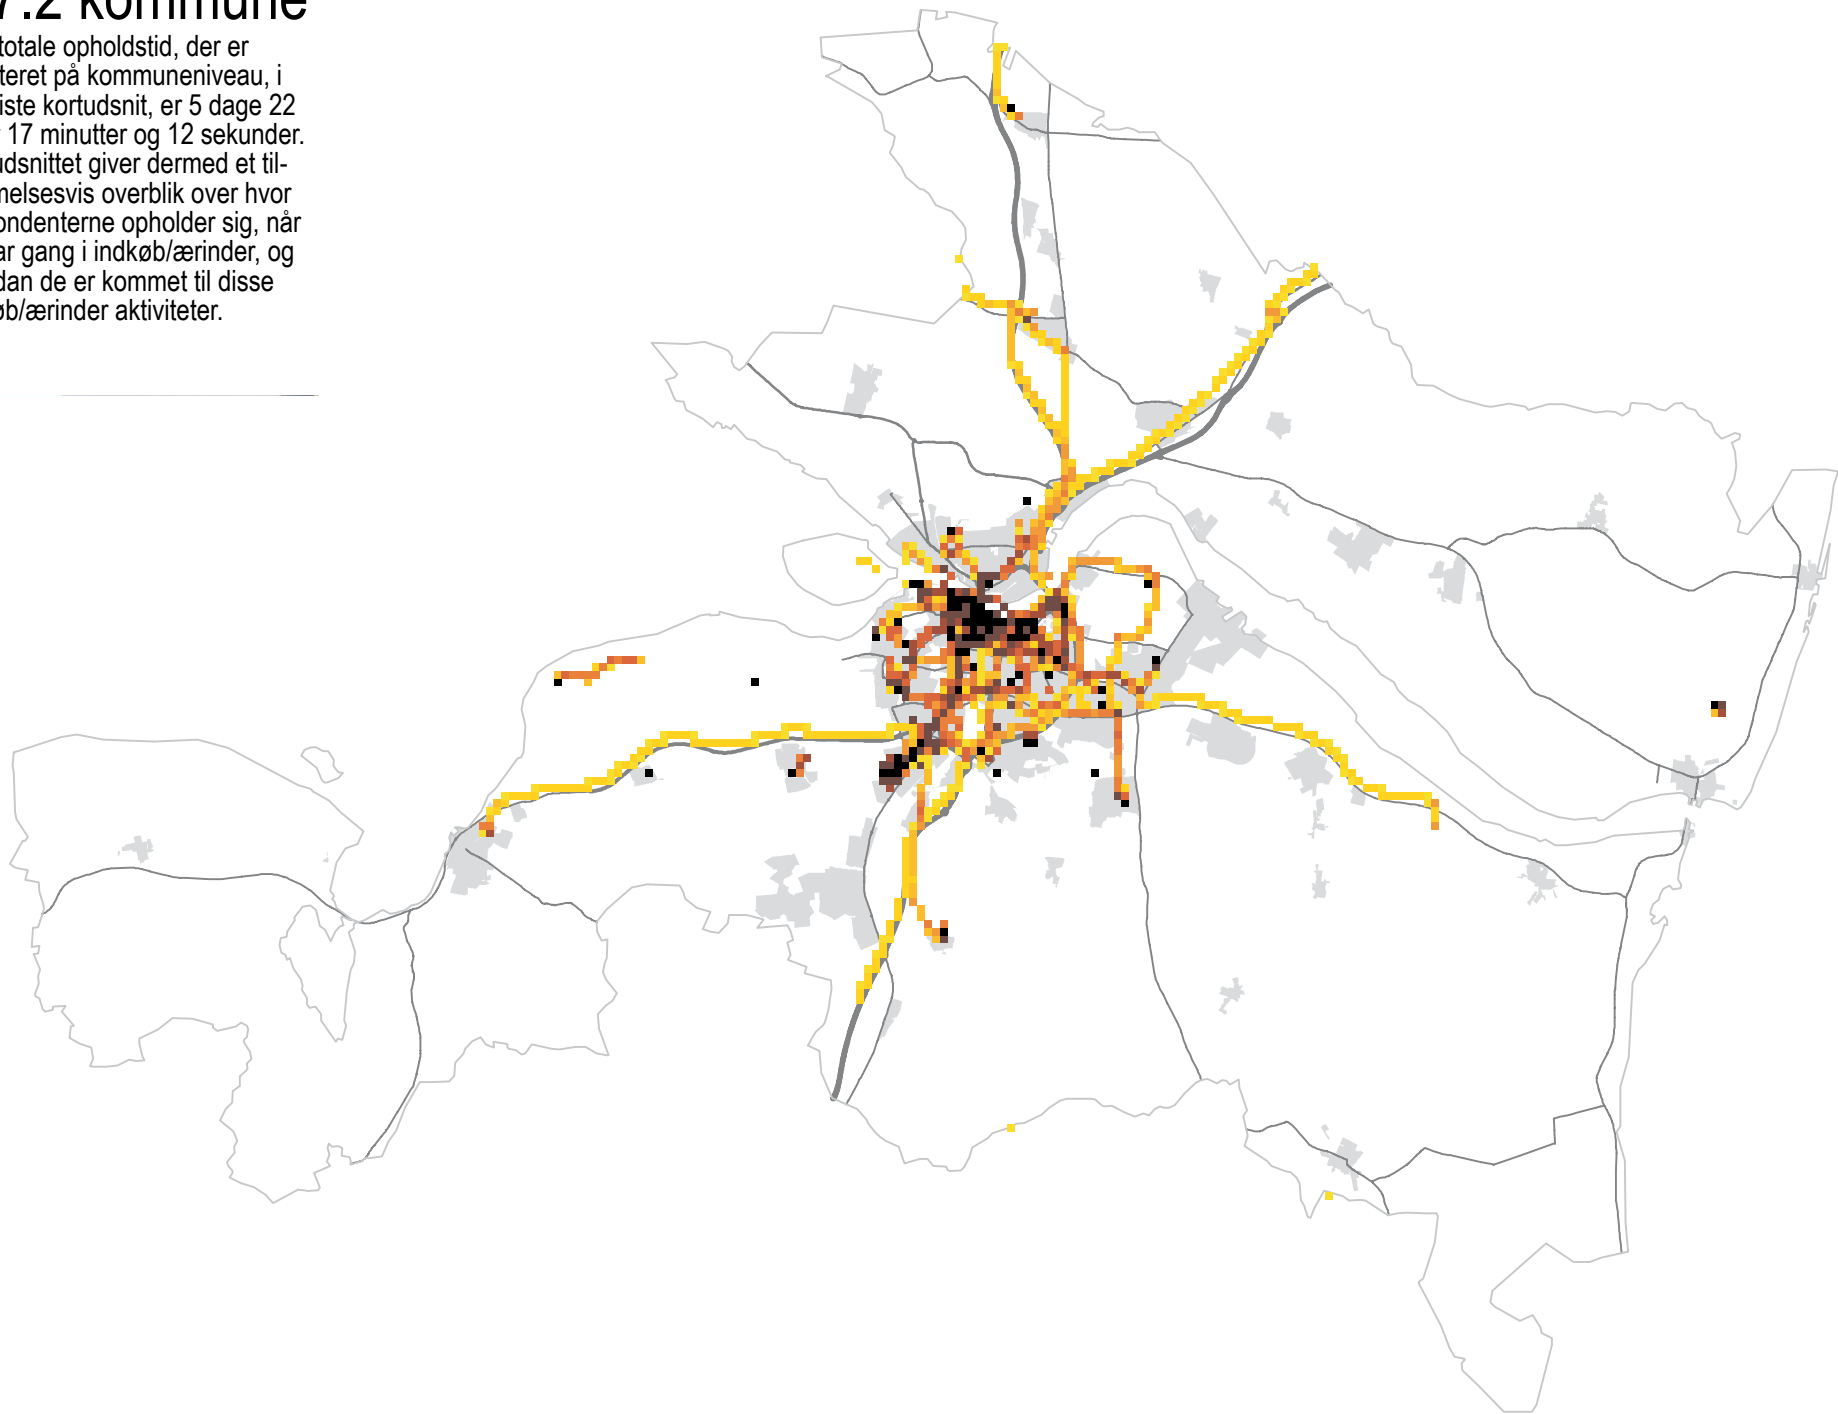 7.2 kommune
totale opholdstid, der er
teret på kommuneniveau, i
iste kortudsnit, er 5 dage 22
17 minutter og 12 sekunder.
udsnittet giver dermed et til-
nelsesvis overblik over hvor
ondenterne opholder sig, når
ar gang i indkøb/ærinder, og
dan de er kommet til disse
øb/ærinder aktiviteter.